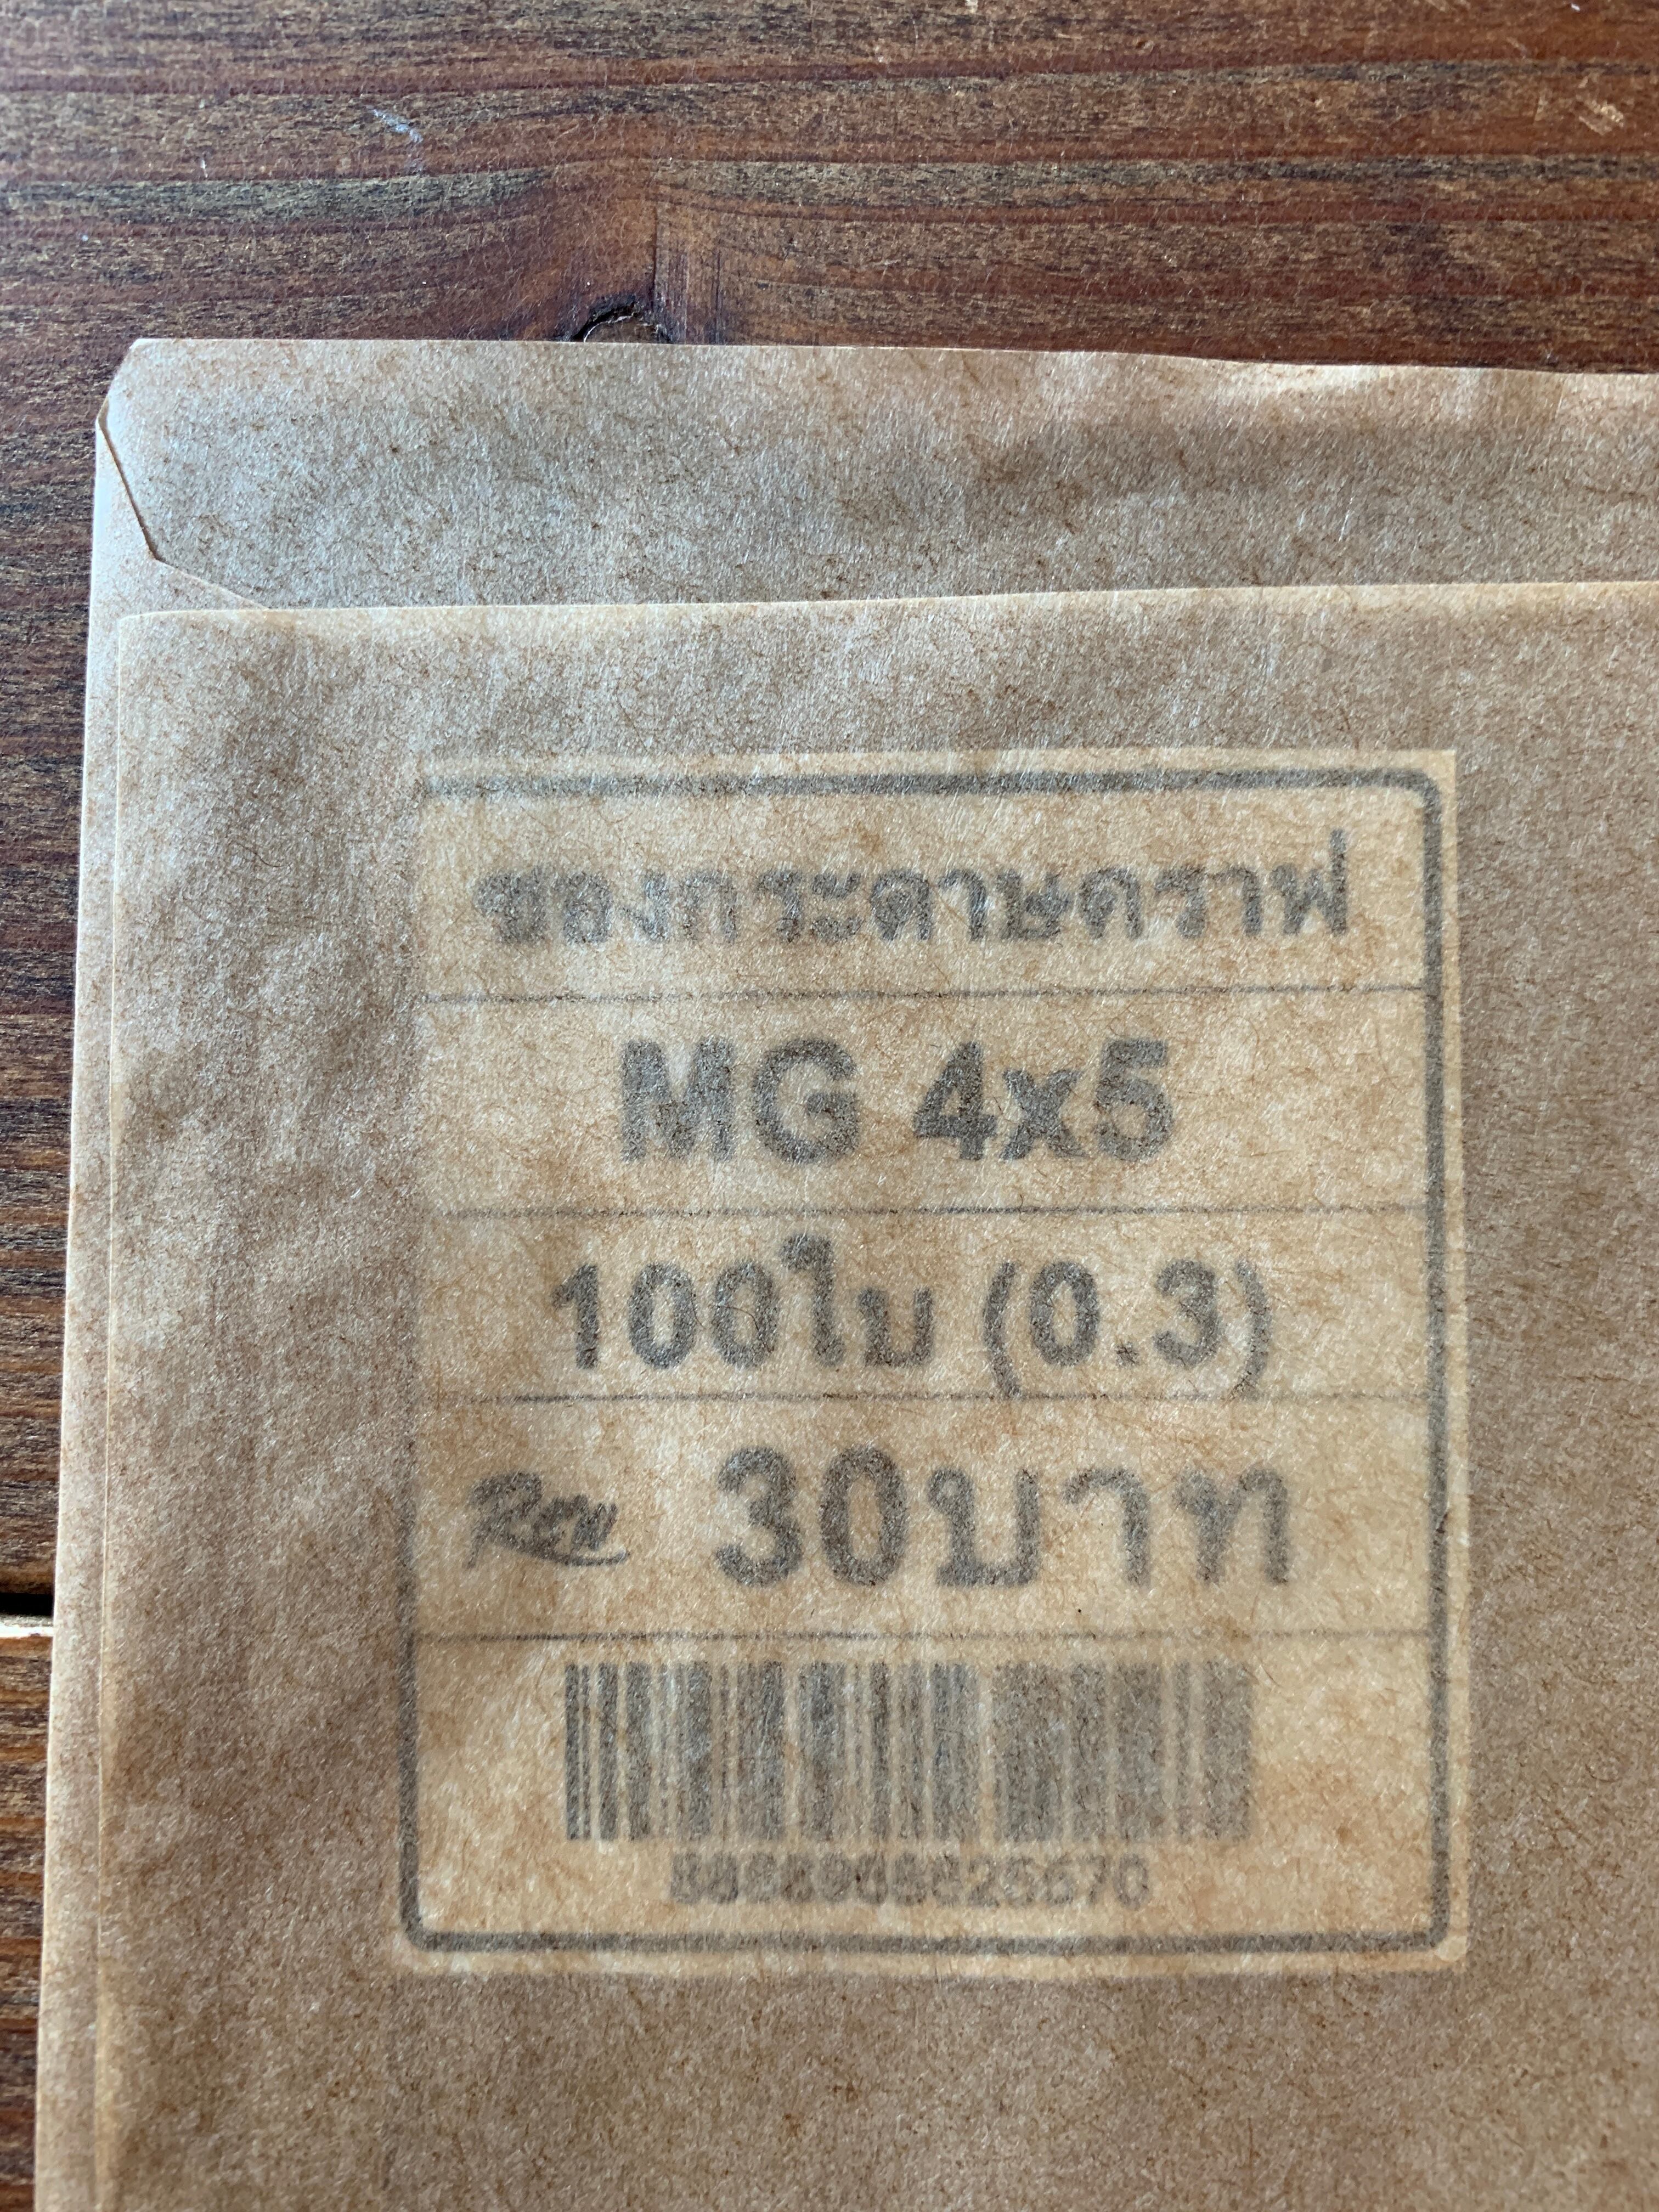 ซองกระดาษคราฟ
MG 4x5
100ใบ (0.3)
Rew 30บาท